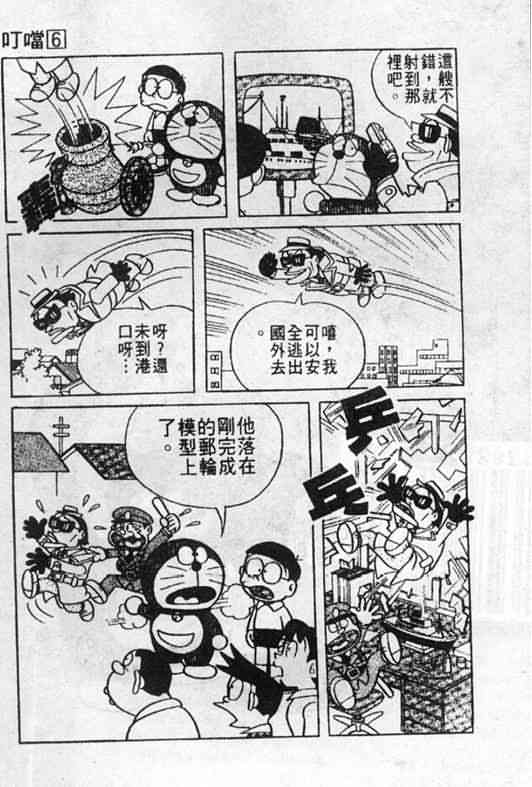 叮噹6
這艘不
錯，就
射到那
裡吧。
轟
嘻，我
可以安
全逃出
國外去
。
呀？還
未到港
口呀…
乒
乓
他落在
剛完成
的郵輪
模型上
了。